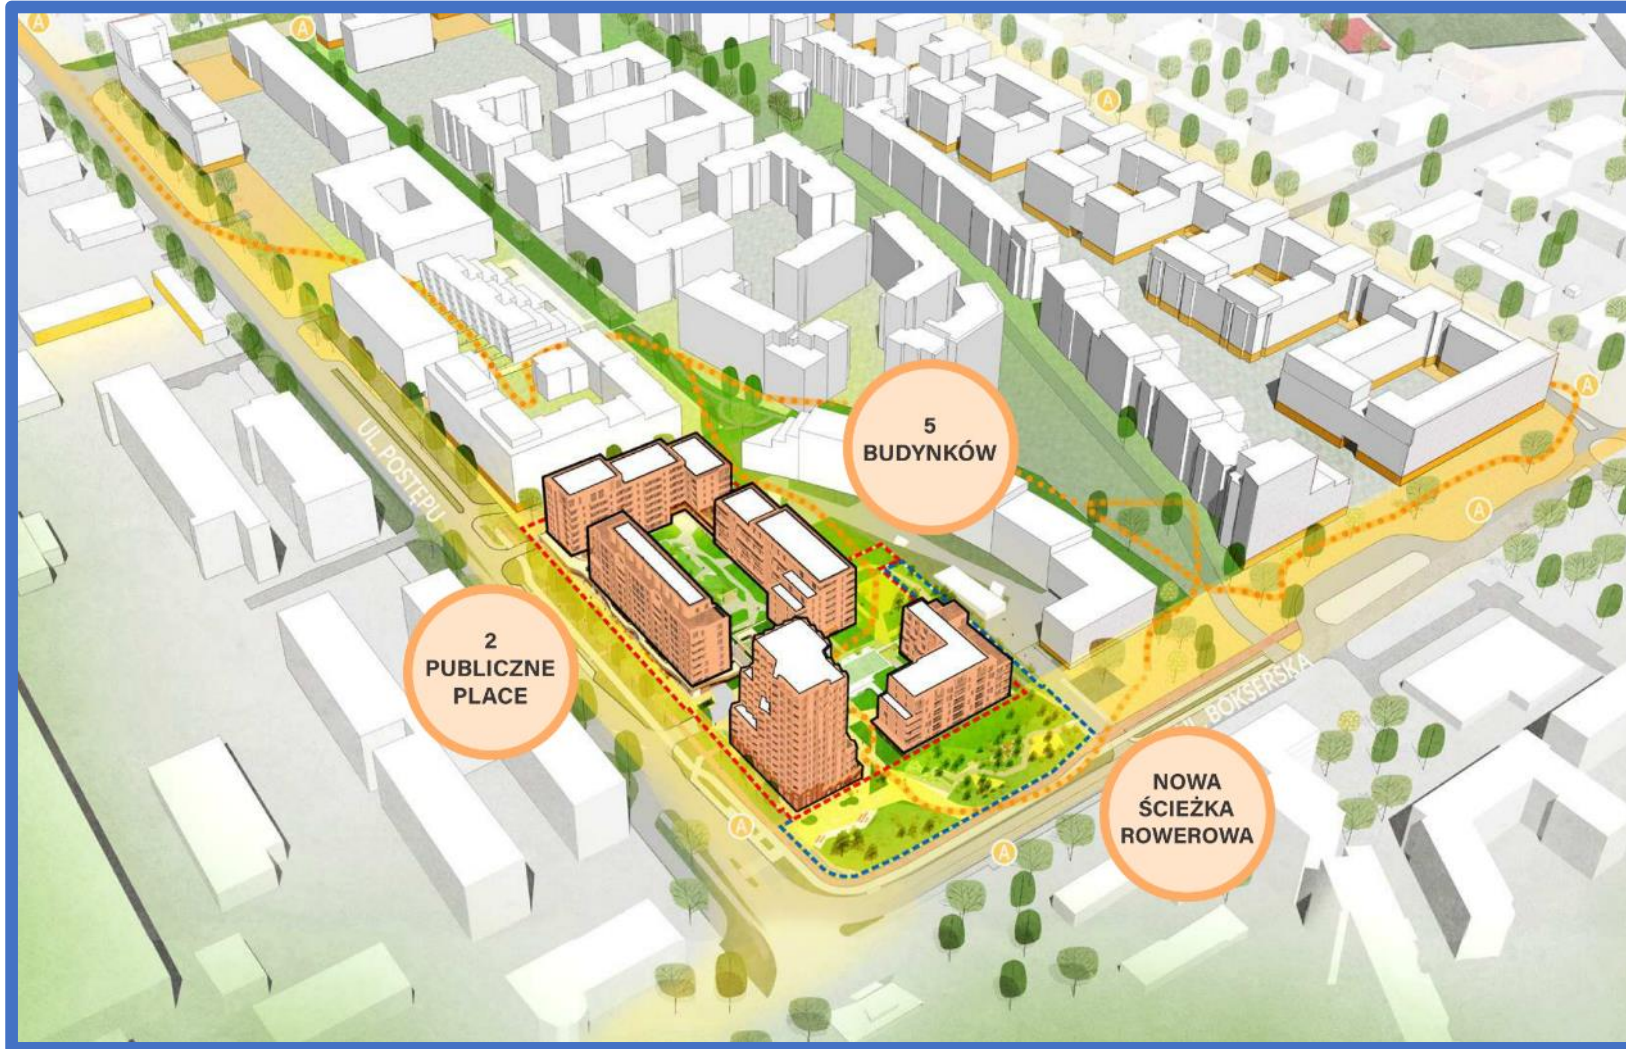 A
A
A
UL. POSTĘPU
5
BUDYNKÓW
A
A
2
PUBLICZNE
PLACE
UL. BOKSERSKA
NOWA
ŚCIEŻKA
ROWEROWA
A
A